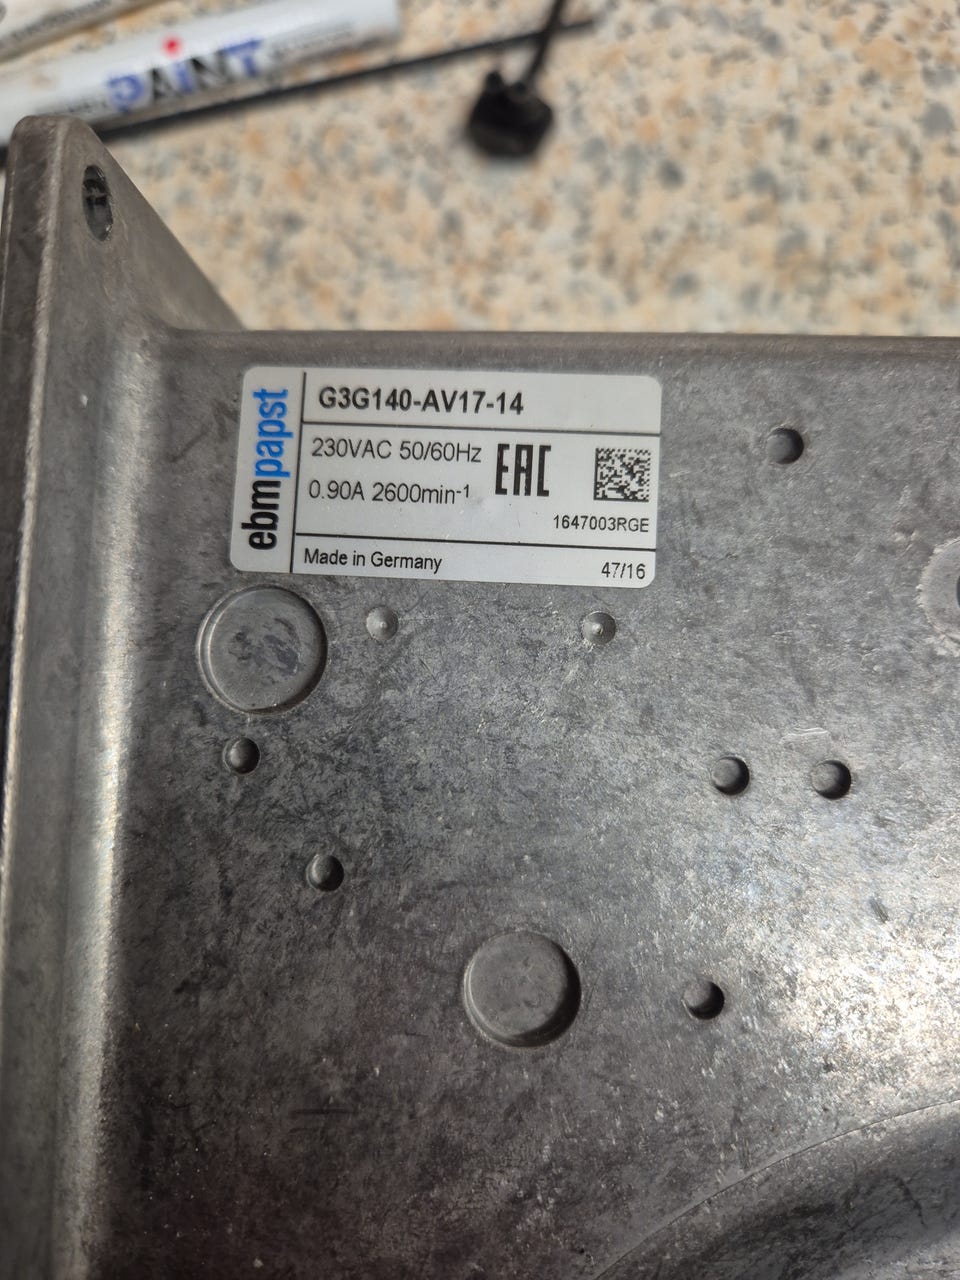 PAINT
ebmpapst
G3G140-AV17-14
230VAC 50/60Hz
0.90A 2600min-1
EAC
1647003RGE
Made in Germany
47/16